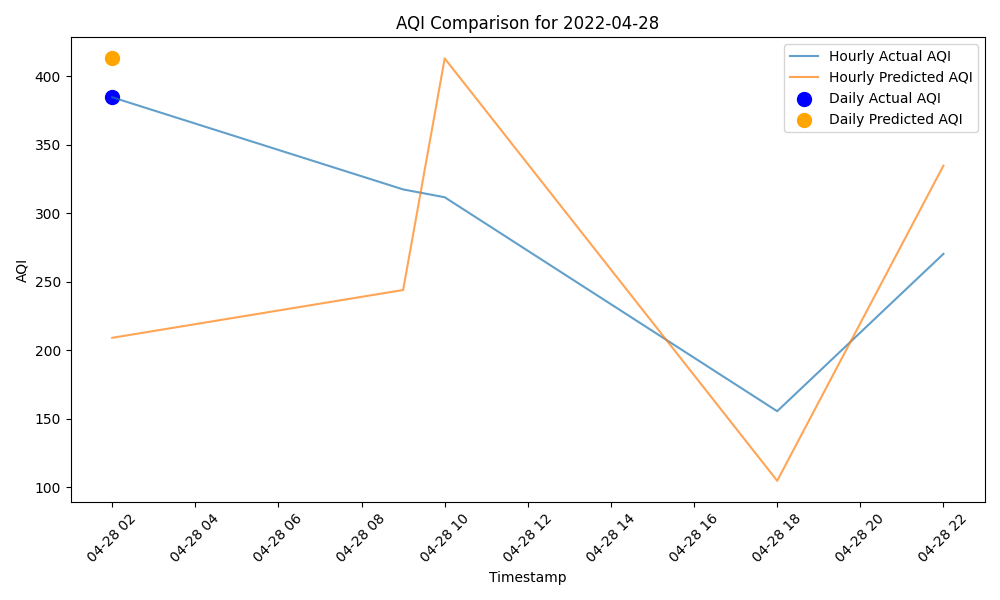 AQI Comparison for 2022-04-28
Hourly Actual AQI
Hourly Predicted AQI
Daily Actual AQI
Daily Predicted AQI
AQI
400
350
300
250
200
150
100
04-28 02
04-28 04
04-28 06
04-28 08
04-28 10
04-28 12
04-28 14
04-28 16
04-28 18
04-28 20
04-28 22
Timestamp